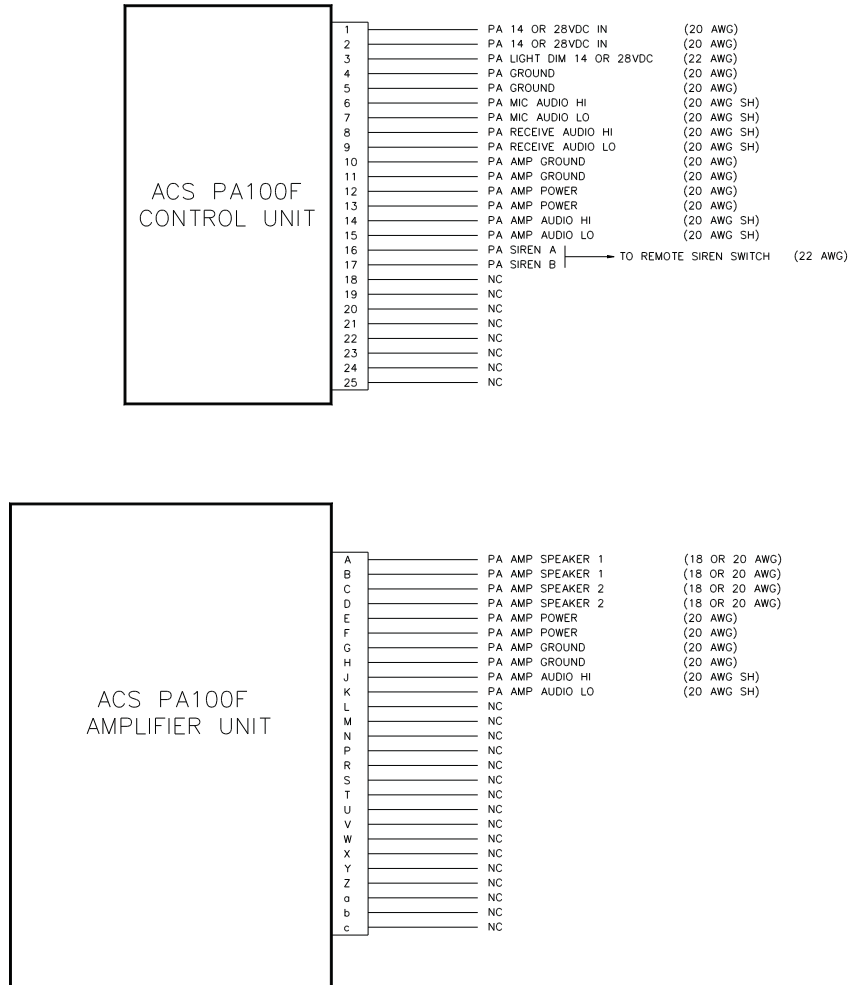 ACS PA100F
CONTROL UNIT
1 PA 14 OR 28VDC IN (20 AWG)
2 PA 14 OR 28VDC IN (20 AWG)
3 PA LIGHT DIM 14 OR 28VDC (22 AWG)
4 PA GROUND (20 AWG)
5 PA GROUND (20 AWG)
6 PA MIC AUDIO HI (20 AWG SH)
7 PA MIC AUDIO LO (20 AWG SH)
8 PA RECEIVE AUDIO HI (20 AWG SH)
9 PA RECEIVE AUDIO LO (20 AWG SH)
10 PA AMP GROUND (20 AWG)
11 PA AMP GROUND (20 AWG)
12 PA AMP POWER (20 AWG)
13 PA AMP POWER (20 AWG)
14 PA AMP AUDIO HI (20 AWG SH)
15 PA AMP AUDIO LO (20 AWG SH)
16 PA SIREN A
17 PA SIREN B
TO REMOTE SIREN SWITCH (22 AWG)
18 NC
19 NC
20 NC
21 NC
22 NC
23 NC
24 NC
25 NC
ACS PA100F
AMPLIFIER UNIT
A PA AMP SPEAKER 1 (18 OR 20 AWG)
B PA AMP SPEAKER 1 (18 OR 20 AWG)
C PA AMP SPEAKER 2 (18 OR 20 AWG)
D PA AMP SPEAKER 2 (18 OR 20 AWG)
E PA AMP POWER (20 AWG)
F PA AMP POWER (20 AWG)
G PA AMP GROUND (20 AWG)
H PA AMP GROUND (20 AWG)
J PA AMP AUDIO HI (20 AWG SH)
K PA AMP AUDIO LO (20 AWG SH)
L NC
M NC
N NC
P NC
R NC
S NC
T NC
U NC
V NC
W NC
X NC
Y NC
Z NC
a NC
b NC
c NC